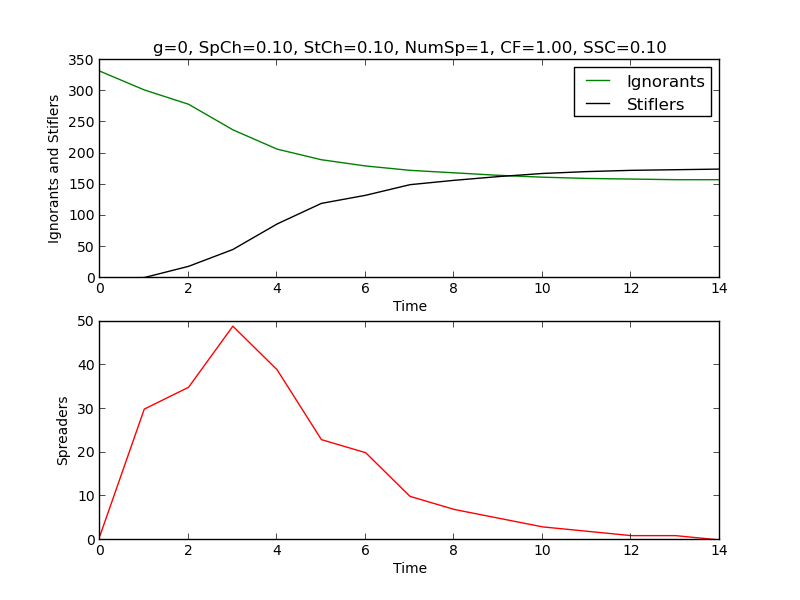 g=0, SpCh=0.10, StCh=0.10, NumSp=1, CF=1.00, SSC=0.10
350
300
250
200
150
100
50
0
Ignorants and Stiflers
Ignorants
Stiflers
0 2 4 6 8 10 12 14
Time
50
40
30
20
10
0
Spreaders
0 2 4 6 8 10 12 14
Time